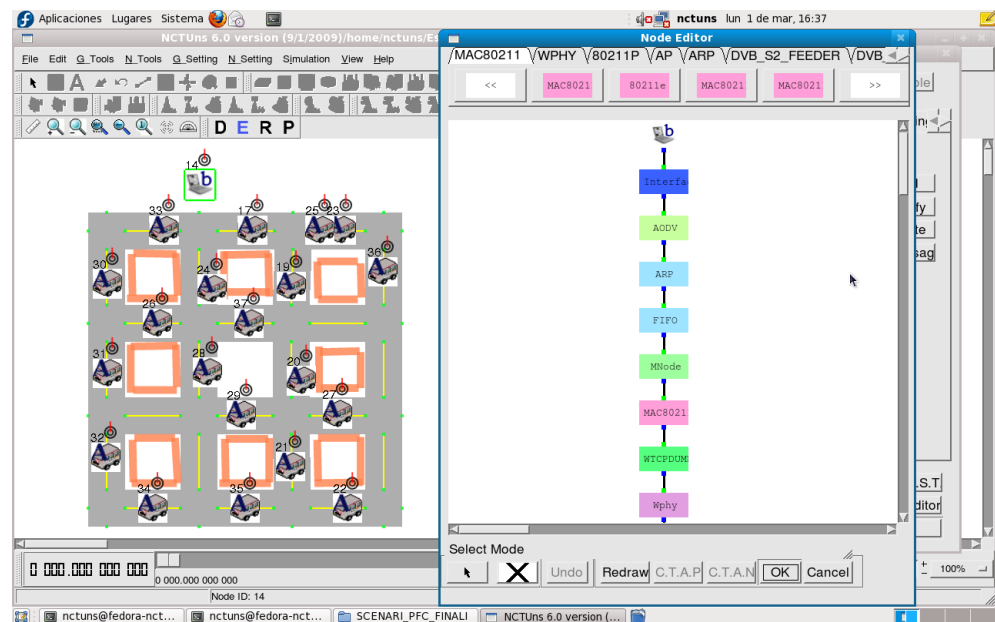 Aplicaciones Lugares Sistema
nctuns lun 1 de mar, 16:37
NCTUns 6.0 version (9/1/2009)/home/nctuns/Es
Node Editor
File Edit G_Tools N_Tools G_Setting N_Setting Simulation View Help
MAC80211 WPHY 80211P AP ARP DVB_S2_FEEDER DVB_
<< MAC8021 80211e MAC8021 MAC8021 >>
A
D E R P
b
14
b
Interfa
33 17 25 23
AODV
36
30 24 19
ARP
26 37
FIFO
31 28 20
MNode
29 27
MAC8021
32 21
WTCPDUM
34 35 22
Wphy
.S.T
ditor
Select Mode
X Undo Redraw C.T.A.P C.T.A.N OK Cancel
0 000.000 000 000
0 000.000 000 000
100%
Node ID: 14
nctuns@fedora-nct... nctuns@fedora-nct... SCENARI_PFC_FINALI NCTUns 6.0 version (...